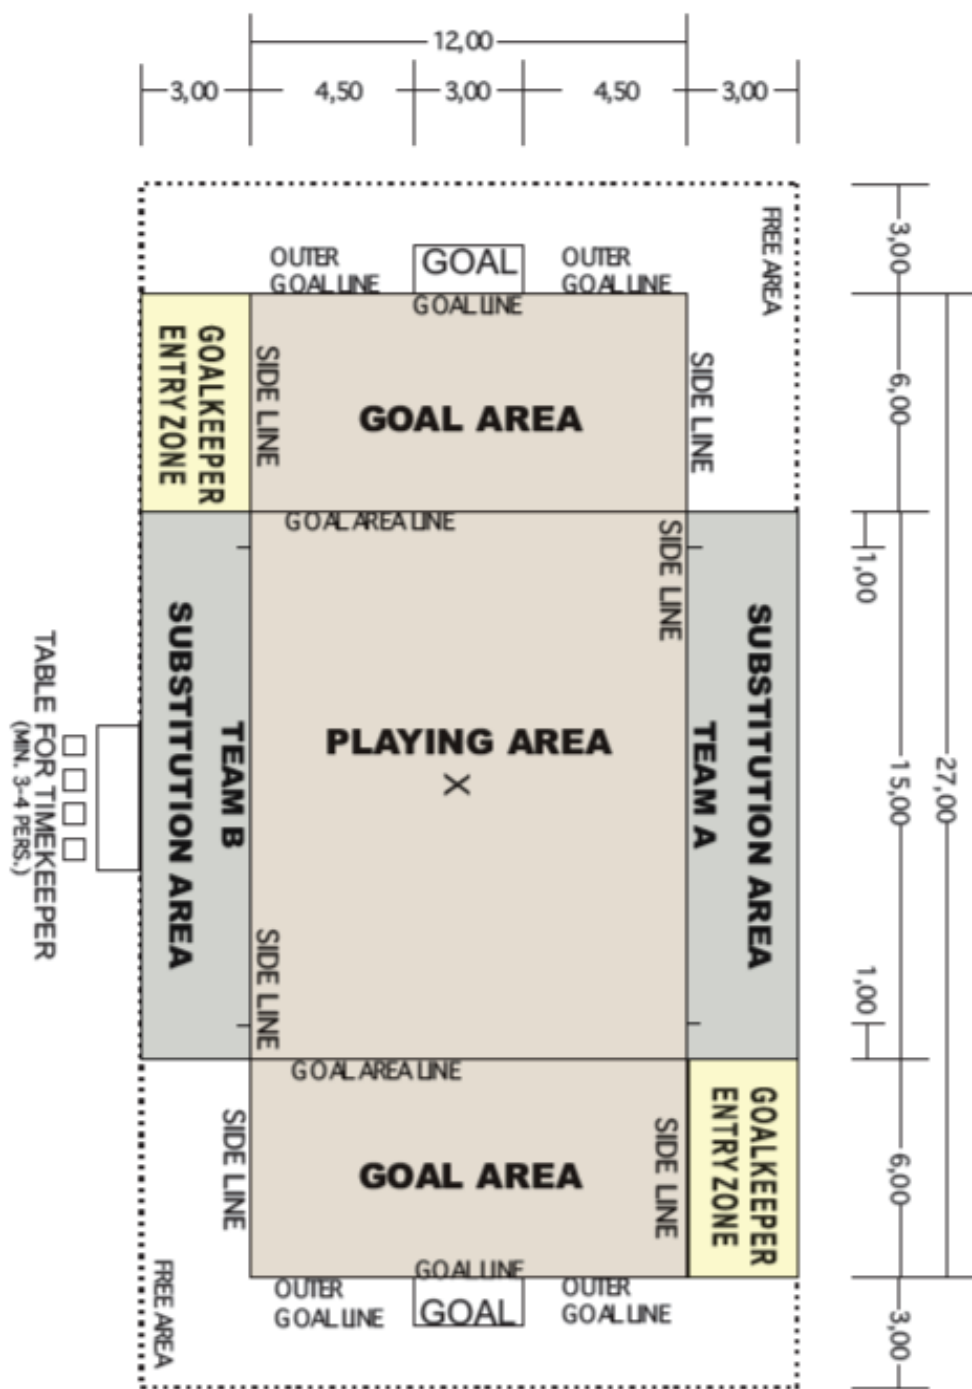 12,00
3,00
4,50
3,00
4,50
3,00
FREE AREA
3,00
OUTER
GOAL LINE
GOAL
OUTER
GOAL LINE
GOAL LINE
GOALKEEPER
ENTRYZONE
SIDE LINE
GOAL AREA
SIDE LINE
6,00
GOAL AREA LINE
SIDE LINE
1,00
SUBSTITUTION AREA
TEAM B
PLAYING AREA
X
TEAM A
SUBSTITUTION AREA
15,00
27,00
TABLE FOR TIMEKEEPER
(MIN. 3-4 PERS.)
SIDE LINE
1,00
GOAL AREA LINE
SIDE LINE
GOAL AREA
SIDE LINE
GOALKEEPER
ENTRYZONE
6,00
GOAL LINE
OUTER
GOAL LINE
GOAL
OUTER
GOAL LINE
FREE AREA
3,00